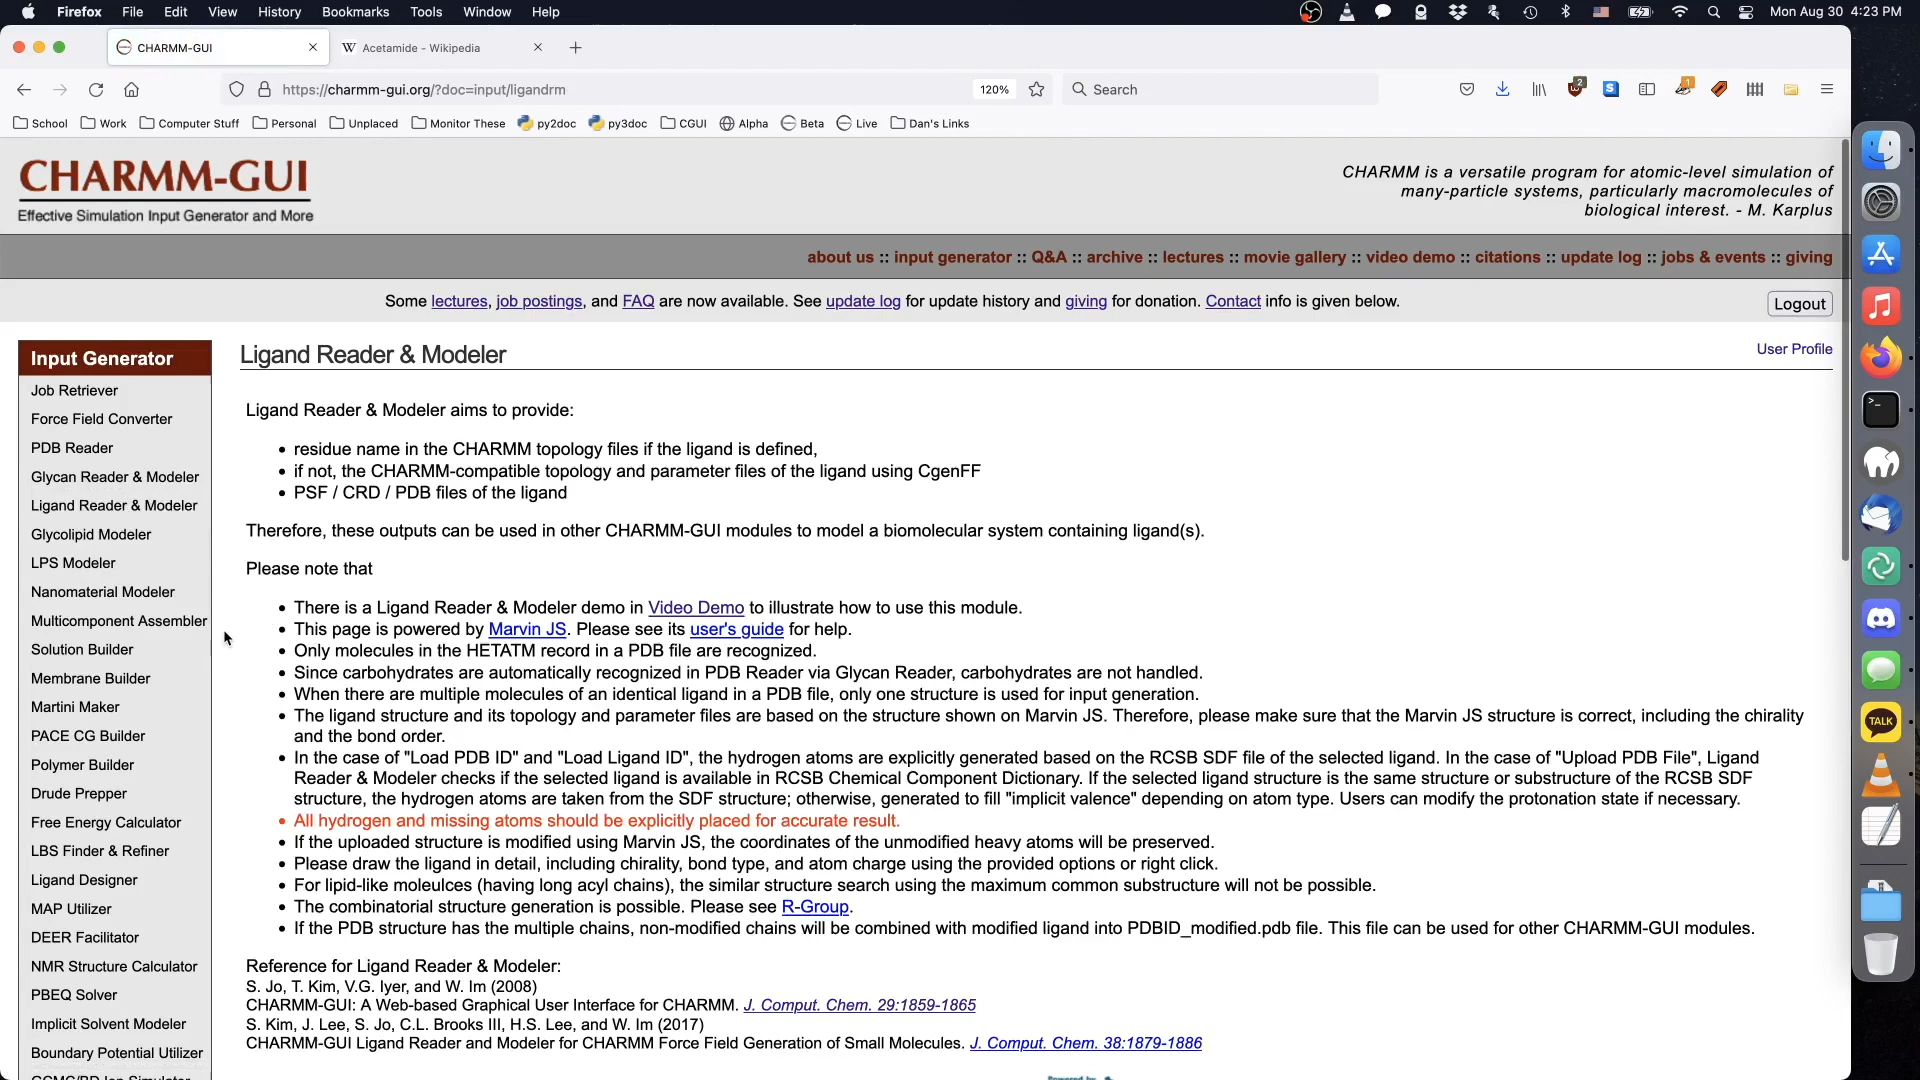 Firefox File Edit View History Bookmarks Tools Window Help Mon Aug 30 4:23 PM
CHARMM-GUI
Acetamide - Wikipedia
https://charmm-gui.org/?doc=input/ligandrm
120%
Search
2
1
School Work Computer Stuff Personal Unplaced Monitor These py2doc py3doc CGUI Alpha Beta Live Dan's Links
CHARMM-GUI
Effective Simulation Input Generator and More
CHARMM is a versatile program for atomic-level simulation of
many-particle systems, particularly macromolecules of
biological interest. - M. Karplus
about us :: input generator :: Q&A :: archive :: lectures :: movie gallery :: video demo :: citations :: update log :: jobs & events :: giving
Some lectures, job postings, and FAQ are now available. See update log for update history and giving for donation. Contact info is given below.
Logout
Input Generator
Job Retriever
Force Field Converter
PDB Reader
Glycan Reader & Modeler
Ligand Reader & Modeler
Glycolipid Modeler
LPS Modeler
Nanomaterial Modeler
Multicomponent Assembler
Solution Builder
Membrane Builder
Martini Maker
PACE CG Builder
Polymer Builder
Drude Prepper
Free Energy Calculator
LBS Finder & Refiner
Ligand Designer
MAP Utilizer
DEER Facilitator
NMR Structure Calculator
PBEQ Solver
Implicit Solvent Modeler
Boundary Potential Utilizer
Ligand Reader & Modeler
User Profile
Ligand Reader & Modeler aims to provide:
• residue name in the CHARMM topology files if the ligand is defined,
• if not, the CHARMM-compatible topology and parameter files of the ligand using CgenFF
• PSF / CRD / PDB files of the ligand
Therefore, these outputs can be used in other CHARMM-GUI modules to model a biomolecular system containing ligand(s).
Please note that
• There is a Ligand Reader & Modeler demo in Video Demo to illustrate how to use this module.
• This page is powered by Marvin JS. Please see its user's guide for help.
• Only molecules in the HETATM record in a PDB file are recognized.
• Since carbohydrates are automatically recognized in PDB Reader via Glycan Reader, carbohydrates are not handled.
• When there are multiple molecules of an identical ligand in a PDB file, only one structure is used for input generation.
• The ligand structure and its topology and parameter files are based on the structure shown on Marvin JS. Therefore, please make sure that the Marvin JS structure is correct, including the chirality
and the bond order.
• In the case of "Load PDB ID" and "Load Ligand ID", the hydrogen atoms are explicitly generated based on the RCSB SDF file of the selected ligand. In the case of "Upload PDB File", Ligand
Reader & Modeler checks if the selected ligand is available in RCSB Chemical Component Dictionary. If the selected ligand structure is the same structure or substructure of the RCSB SDF
structure, the hydrogen atoms are taken from the SDF structure; otherwise, generated to fill "implicit valence" depending on atom type. Users can modify the protonation state if necessary.
• All hydrogen and missing atoms should be explicitly placed for accurate result.
• If the uploaded structure is modified using Marvin JS, the coordinates of the unmodified heavy atoms will be preserved.
• Please draw the ligand in detail, including chirality, bond type, and atom charge using the provided options or right click.
• For lipid-like moleulces (having long acyl chains), the similar structure search using the maximum common substructure will not be possible.
• The combinatorial structure generation is possible. Please see R-Group.
• If the PDB structure has the multiple chains, non-modified chains will be combined with modified ligand into PDBID_modified.pdb file. This file can be used for other CHARMM-GUI modules.
Reference for Ligand Reader & Modeler:
S. Jo, T. Kim, V.G. Iyer, and W. Im (2008)
CHARMM-GUI: A Web-based Graphical User Interface for CHARMM. J. Comput. Chem. 29:1859-1865
S. Kim, J. Lee, S. Jo, C.L. Brooks III, H.S. Lee, and W. Im (2017)
CHARMM-GUI Ligand Reader and Modeler for CHARMM Force Field Generation of Small Molecules. J. Comput. Chem. 38:1879-1886
TALK